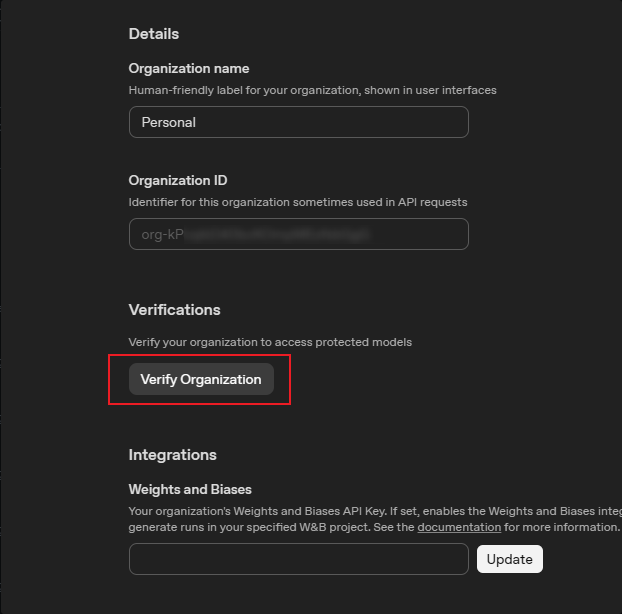 Details
Organization name
Human-friendly label for your organization, shown in user interfaces
Personal
Organization ID
Identifier for this organization sometimes used in API requests
org-kP
Verifications
Verify your organization to access protected models
Verify Organization
Integrations
Weights and Biases
Your organization's Weights and Biases API Key. If set, enables the Weights and Biases
generate runs in your specified W&B project. See the documentation for more information.
Update